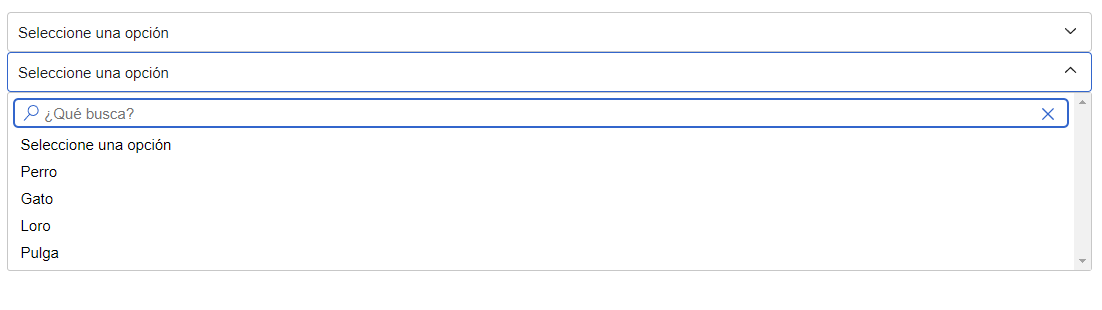 Seleccione una opción
Seleccione una opción
¿Qué busca?
Seleccione una opción
Perro
Gato
Loro
Pulga